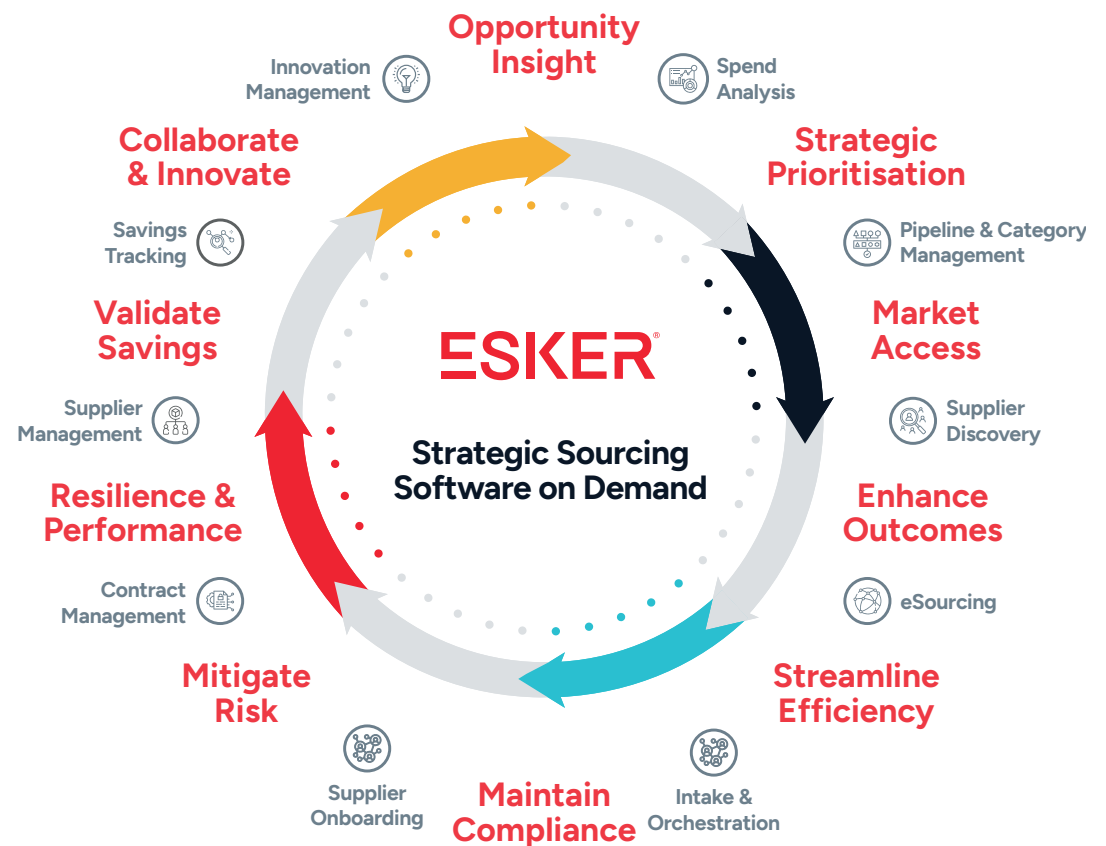 Opportunity
Insight
Spend
Analysis
Strategic
Prioritisation
Pipeline & Category
Management
Market
Access
Supplier
Discovery
Enhance
Outcomes
eSourcing
Streamline
Efficiency
Intake &
Orchestration
Maintain
Compliance
Supplier
Onboarding
Mitigate
Risk
Contract
Management
Resilience &
Performance
Supplier
Management
Validate
Savings
Savings
Tracking
Collaborate
& Innovate
Innovation
Management
ESKER®
Strategic Sourcing
Software on Demand